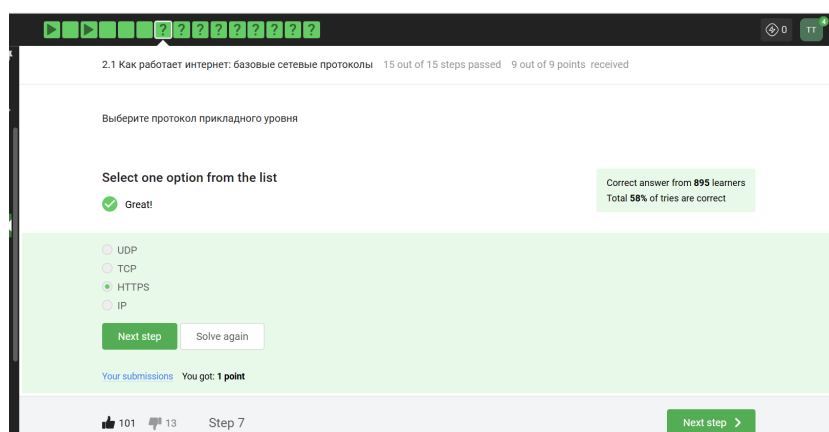 ? ? ? ? ? ? ? ? ?
0
TT
4
2.1 Как работает интернет: базовые сетевые протоколы 15 out of 15 steps passed 9 out of 9 points received
Выберите протокол прикладного уровня
Select one option from the list
Great!
Correct answer from 895 learners
Total 58% of tries are correct
UDP
TCP
HTTPS
IP
Next step
Solve again
Your submissions You got: 1 point
101
13
Step 7
Next step